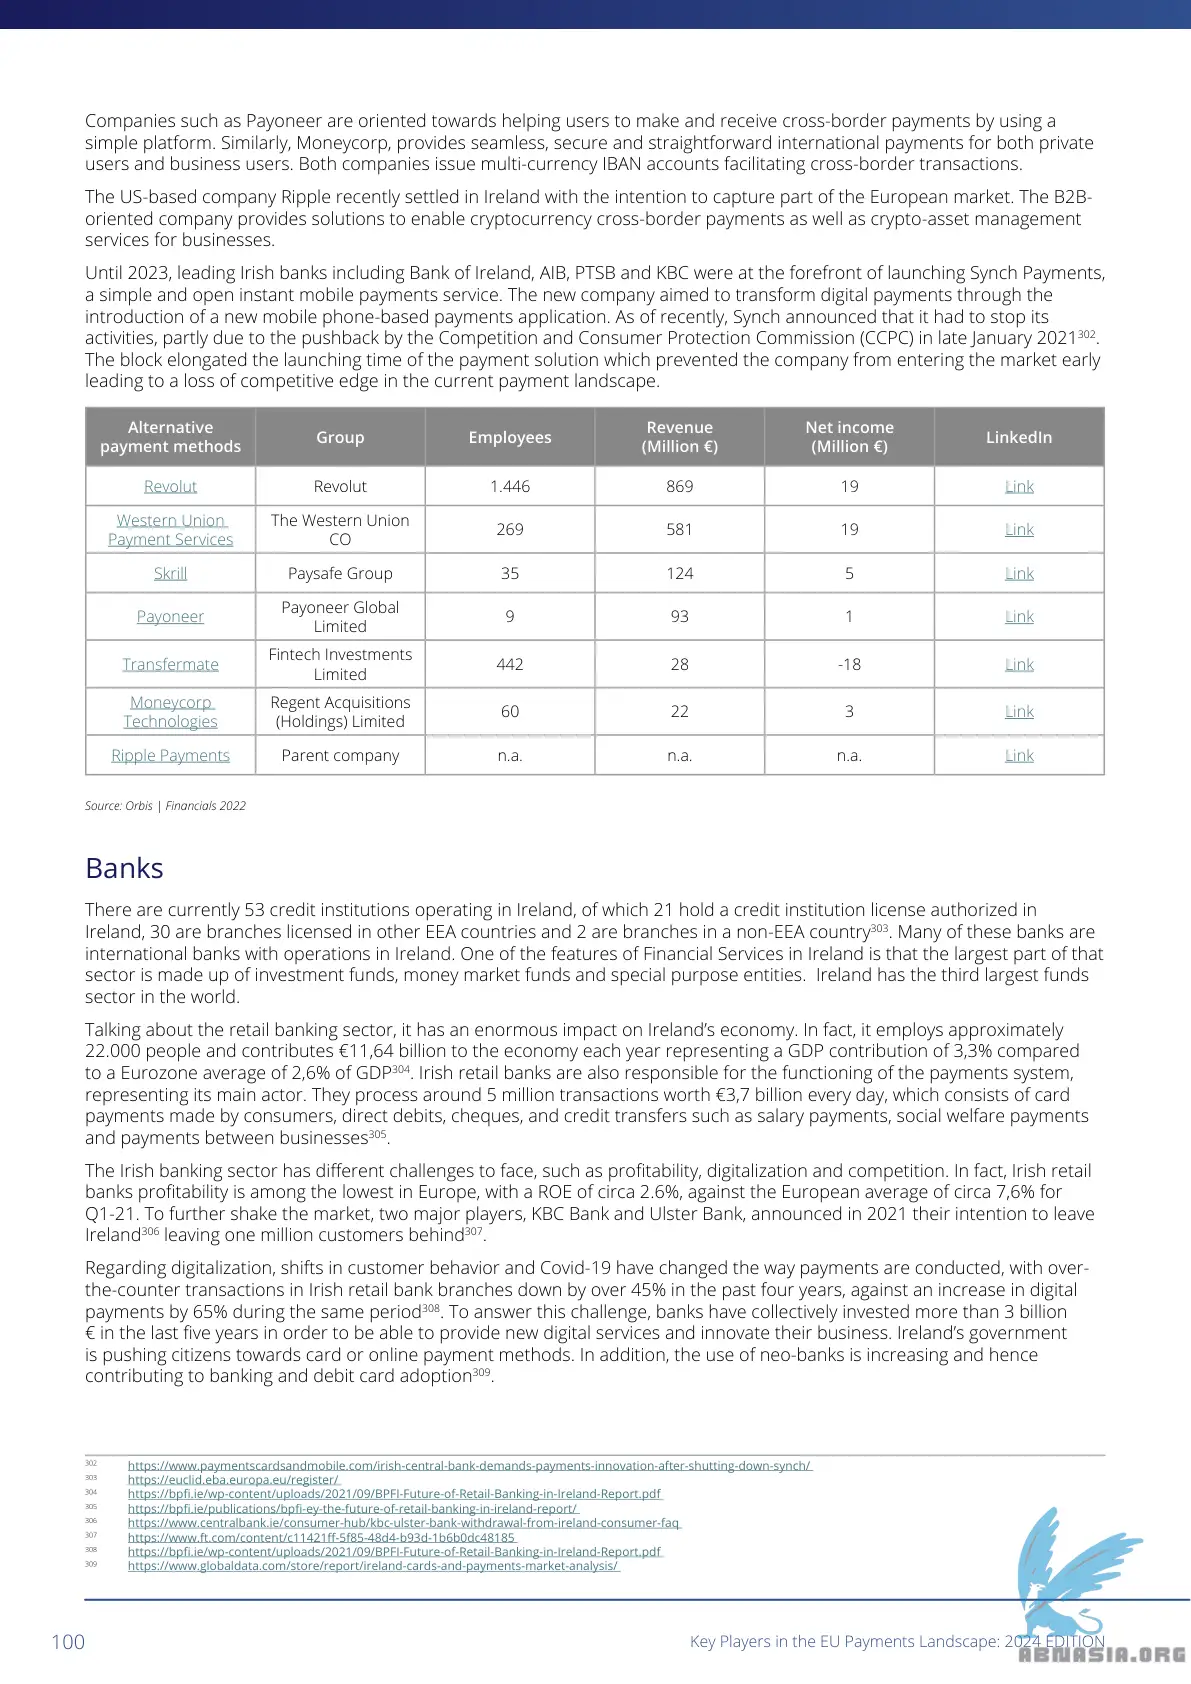 Companies such as Payoneer are oriented towards helping users to make and receive cross-border payments by using a
simple platform. Similarly, Moneycorp, provides seamless, secure and straightforward international payments for both private
users and business users. Both companies issue multi-currency IBAN accounts facilitating cross-border transactions.
The US-based company Ripple recently settled in Ireland with the intention to capture part of the European market. The B2B-
oriented company provides solutions to enable cryptocurrency cross-border payments as well as crypto-asset management
services for businesses.
Until 2023, leading Irish banks including Bank of Ireland, AIB, PTSB and KBC were at the forefront of launching Synch Payments,
a simple and open instant mobile payments service. The new company aimed to transform digital payments through the
introduction of a new mobile phone-based payments application. As of recently, Synch announced that it had to stop its
activities, partly due to the pushback by the Competition and Consumer Protection Commission (CCPC) in late January 2021302.
The block elongated the launching time of the payment solution which prevented the company from entering the market early
leading to a loss of competitive edge in the current payment landscape.
Alternative payment methods Group Employees Revenue (Million €) Net income (Million €) LinkedIn
Revolut Revolut 1.446 869 19 Link
Western Union Payment Services The Western Union CO 269 581 19 Link
Skrill Paysafe Group 35 124 5 Link
Payoneer Payoneer Global Limited 9 93 1 Link
Transfermate Fintech Investments Limited 442 28 -18 Link
Moneycorp Technologies Regent Acquisitions (Holdings) Limited 60 22 3 Link
Ripple Payments Parent company n.a. n.a. n.a. Link
Source: Orbis | Financials 2022
Banks
There are currently 53 credit institutions operating in Ireland, of which 21 hold a credit institution license authorized in
Ireland, 30 are branches licensed in other EEA countries and 2 are branches in a non-EEA country303. Many of these banks are
international banks with operations in Ireland. One of the features of Financial Services in Ireland is that the largest part of that
sector is made up of investment funds, money market funds and special purpose entities. Ireland has the third largest funds
sector in the world.
Talking about the retail banking sector, it has an enormous impact on Ireland's economy. In fact, it employs approximately
22.000 people and contributes €11,64 billion to the economy each year representing a GDP contribution of 3,3% compared
to a Eurozone average of 2,6% of GDP304. Irish retail banks are also responsible for the functioning of the payments system,
representing its main actor. They process around 5 million transactions worth €3,7 billion every day, which consists of card
payments made by consumers, direct debits, cheques, and credit transfers such as salary payments, social welfare payments
and payments between businesses305.
The Irish banking sector has different challenges to face, such as profitability, digitalization and competition. In fact, Irish retail
banks profitability is among the lowest in Europe, with a ROE of circa 2.6%, against the European average of circa 7,6% for
Q1-21. To further shake the market, two major players, KBC Bank and Ulster Bank, announced in 2021 their intention to leave
Ireland306 leaving one million customers behind307.
Regarding digitalization, shifts in customer behavior and Covid-19 have changed the way payments are conducted, with over-
the-counter transactions in Irish retail bank branches down by over 45% in the past four years, against an increase in digital
payments by 65% during the same period308. To answer this challenge, banks have collectively invested more than 3 billion
€ in the last five years in order to be able to provide new digital services and innovate their business. Ireland's government
is pushing citizens towards card or online payment methods. In addition, the use of neo-banks is increasing and hence
contributing to banking and debit card adoption309.
302 https://www.paymentscardsandmobile.com/irish-central-bank-demands-payments-innovation-after-shutting-down-synch/
303 https://euclid.eba.europa.eu/register/
304 https://bpfi.ie/wp-content/uploads/2021/09/BPFI-Future-of-Retail-Banking-in-Ireland-Report.pdf
305 https://bpfi.ie/publications/bpfi-ey-the-future-of-retail-banking-in-ireland-report/
306 https://www.centralbank.ie/consumer-hub/kbc-ulster-bank-withdrawal-from-ireland-consumer-faq
307 https://www.ft.com/content/c11421ff-5f85-48d4-b93d-1b6b0dc48185
308 https://bpfi.ie/wp-content/uploads/2021/09/BPFI-Future-of-Retail-Banking-in-Ireland-Report.pdf
309 https://www.globaldata.com/store/report/ireland-cards-and-payments-market-analysis/
100 Key Players in the EU Payments Landscape: 2024 EDITION
ABNASIA.ORG